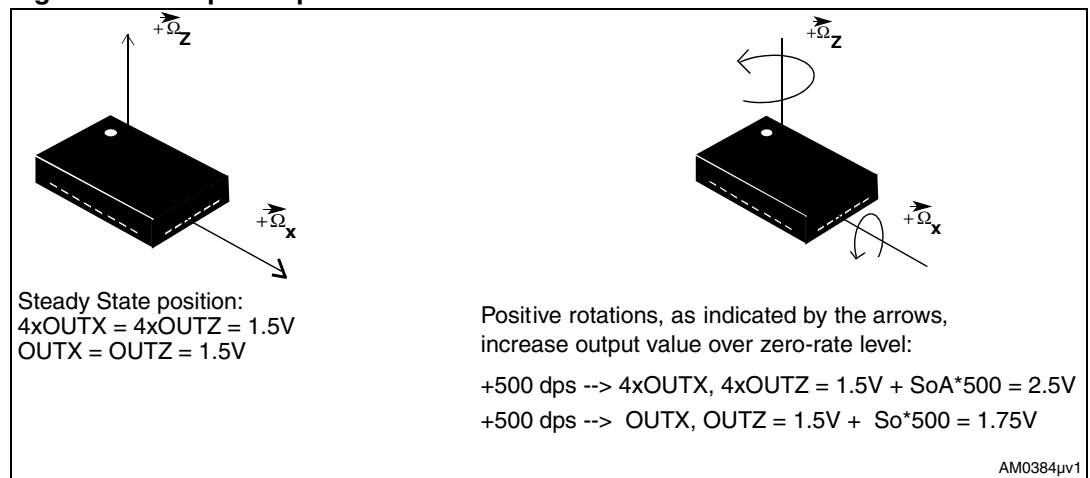 +Ω Z
+Ω x
Steady State position:
4xOUTX = 4xOUTZ = 1.5V
OUTX = OUTZ = 1.5V
+Ω Z
+Ω x
Positive rotations, as indicated by the arrows,
increase output value over zero-rate level:
+500 dps --> 4xOUTX, 4xOUTZ = 1.5V + SoA*500 = 2.5V
+500 dps --> OUTX, OUTZ = 1.5V + So*500 = 1.75V
AM0384µv1